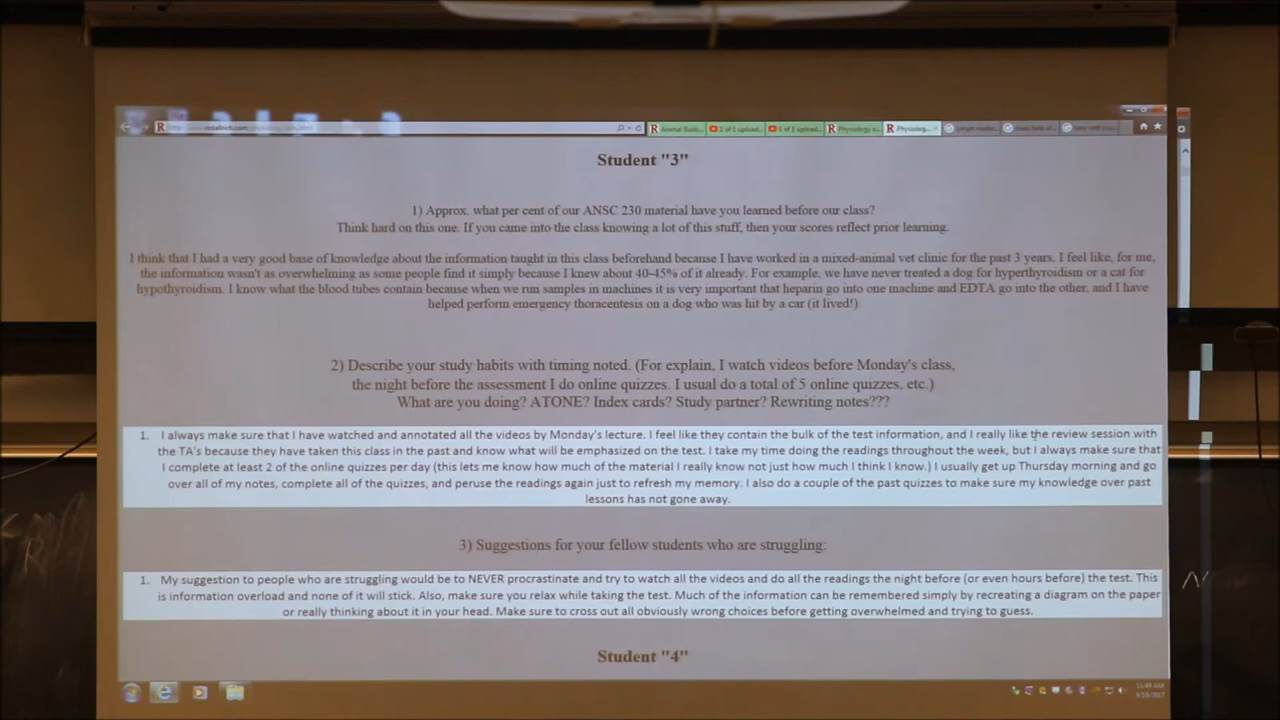 Animal Basic...
1 of 1 upload...
1 of 1 upload...
Physiology o...
Physiolog...
Student "3"
1) Approx. what per cent of our ANSC 230 material have you learned before our class?
Think hard on this one. If you came into the class knowing a lot of this stuff, then your scores reflect prior learning.
I think that I had a very good base of knowledge about the information taught in this class beforehand because I have worked in a mixed-animal vet clinic for the past 3 years. I feel like, for me,
the information wasn't as overwhelming as some people find it simply because I knew about 40-45% of it already. For example, we have never treated a dog for hyperthyroidism or a cat for
hypothyroidism. I know what the blood tubes contain because when we run samples in machines it is very important that heparin go into one machine and EDTA go into the other, and I have
helped perform emergency thoracentesis on a dog who was hit by a car (it lived!)
2) Describe your study habits with timing noted. (For explain, I watch videos before Monday's class,
the night before the assessment I do online quizzes. I usual do a total of 5 online quizzes, etc.)
What are you doing? ATONE? Index cards? Study partner? Rewriting notes???
1. I always make sure that I have watched and annotated all the videos by Monday's lecture. I feel like they contain the bulk of the test information, and I really like the review session with
the TA's because they have taken this class in the past and know what will be emphasized on the test. I take my time doing the readings throughout the week, but I always make sure that
I complete at least 2 of the online quizzes per day (this lets me know how much of the material I really know not just how much I think I know.) I usually get up Thursday morning and go
over all of my notes, complete all of the quizzes, and peruse the readings again just to refresh my memory. I also do a couple of the past quizzes to make sure my knowledge over past
lessons has not gone away.
3) Suggestions for your fellow students who are struggling:
1. My suggestion to people who are struggling would be to NEVER procrastinate and try to watch all the videos and do all the readings the night before (or even hours before) the test. This
is information overload and none of it will stick. Also, make sure you relax while taking the test. Much of the information can be remembered simply by recreating a diagram on the paper
or really thinking about it in your head. Make sure to cross out all obviously wrong choices before getting overwhelmed and trying to guess.
Student "4"